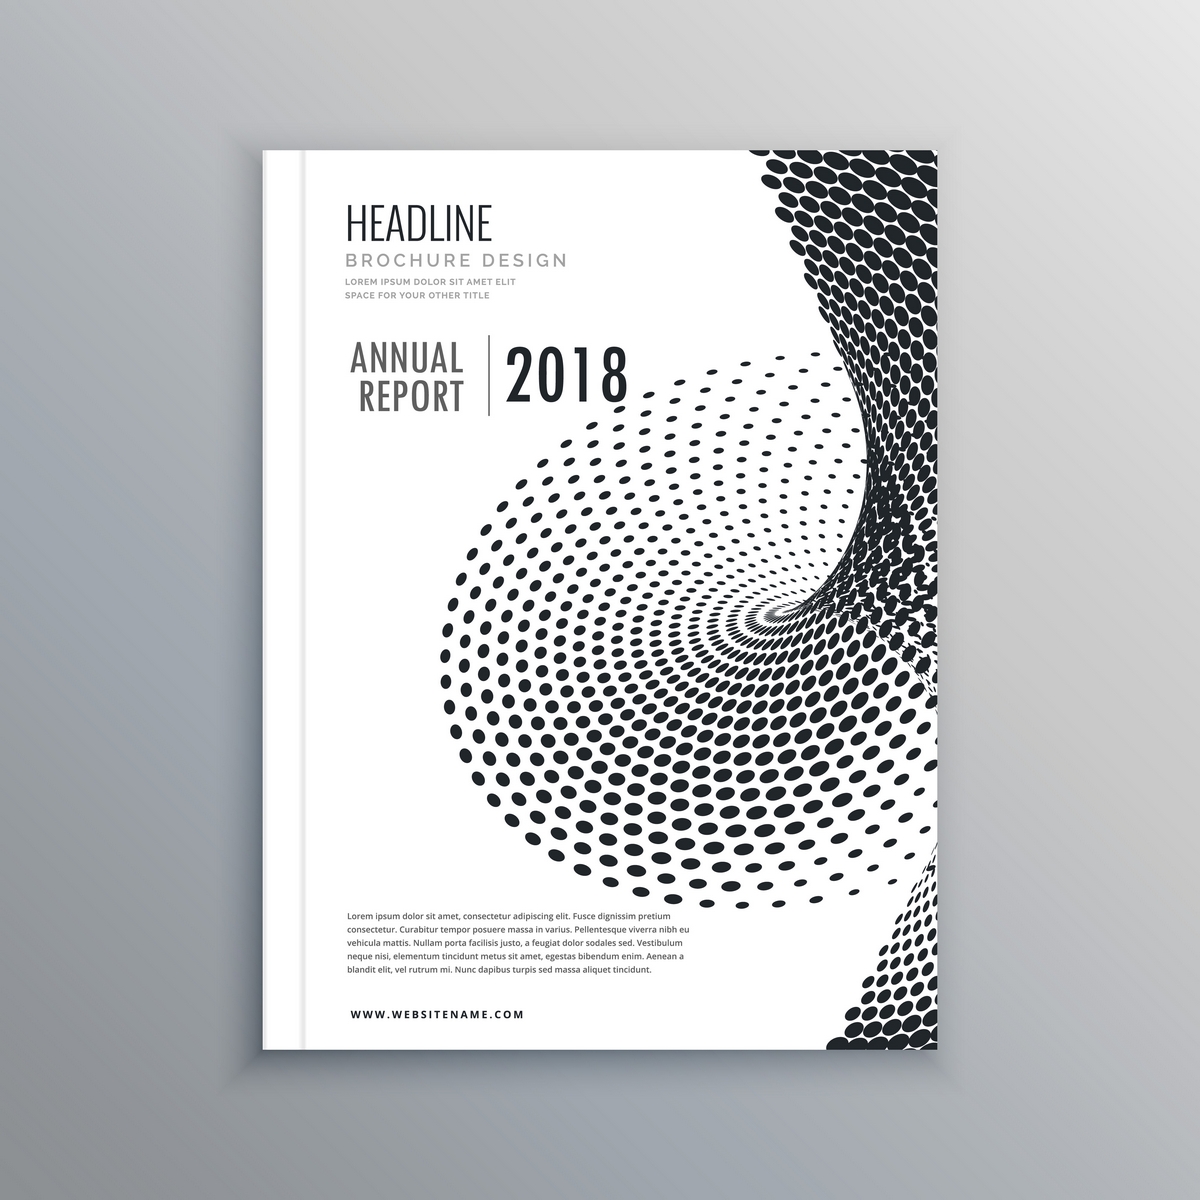 HEADLINE
BROCHURE DESIGN
LOREM IPSUM DOLOR SIT AMET ELIT
SPACE FOR YOUR OTHER TITLE
ANNUAL
REPORT
2018
Lorem ipsum dolor sit amet, consectetur adipiscing elit. Fusce dignissim pretium
consectetur. Curabitur tempor posuere massa in varius. Pellentesque viverra nibh eu
vehicula mattis. Nullam porta facilisis justo, a feugiat dolor sodales sed. Vestibulum
neque nisi, elementum tincidunt metus sit amet, egestas bibendum enim. Aenean a
blandit elit, vel rutrum mi. Nunc dapibus turpis sed massa aliquet tincidunt.
WWW.WEBSITENAME.COM